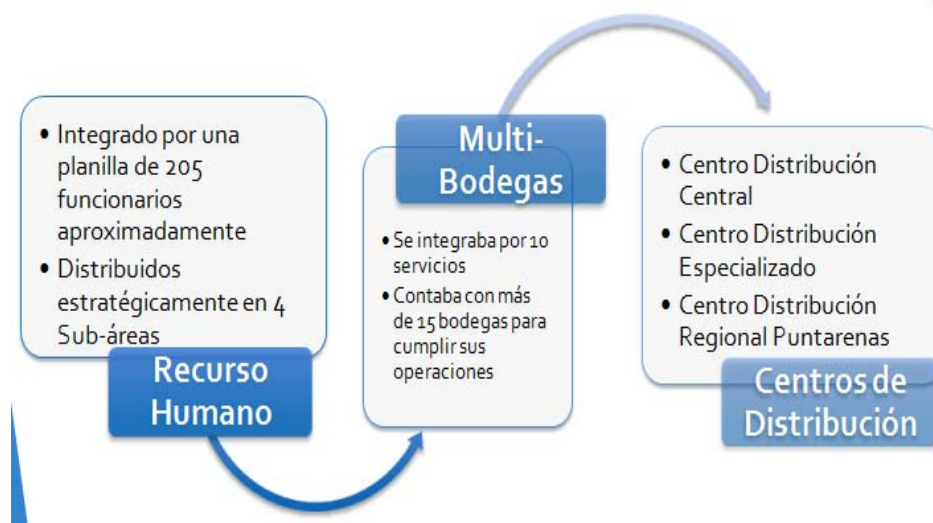 • Integrado por una
planilla de 205
funcionarios
aproximadamente
• Distribuidos
estratégicamente en 4
Sub-áreas
Recurso
Humano
Multi-
Bodegas
• Se integraba por 10
servicios
• Contaba con más
de 15 bodegas para
cumplir sus
operaciones
• Centro Distribución
Central
• Centro Distribución
Especializado
• Centro Distribución
Regional Puntarenas
Centros de
Distribución